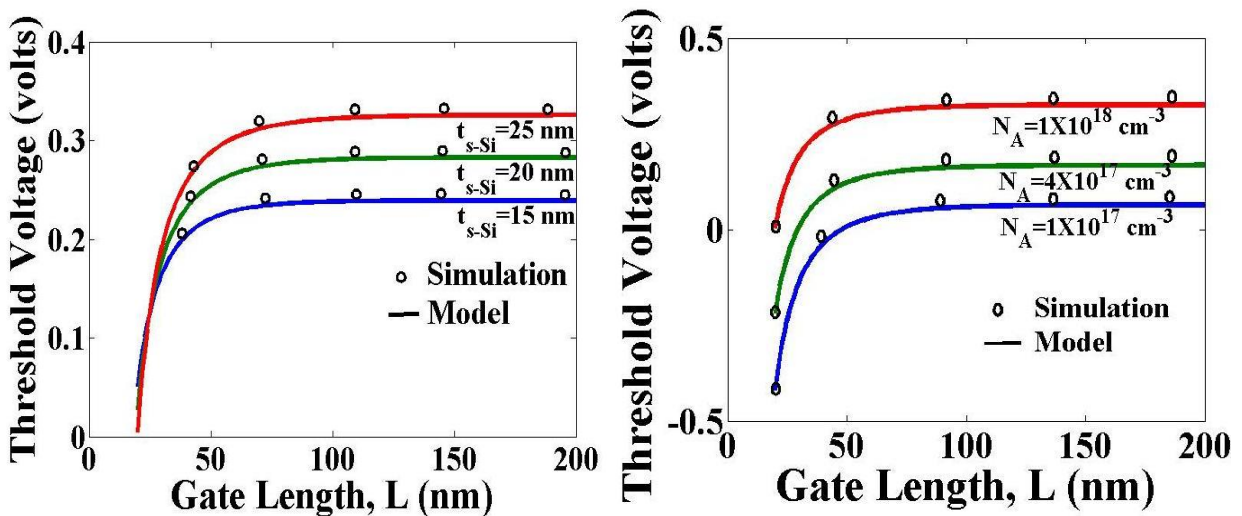 Threshold Voltage (volts)
0.4
0.3
0.2
0.1
0
t_s-Si=25 nm
t_s-Si=20 nm
t_s-Si=15 nm
Simulation
Model
0 50 100 150 200
Gate Length, L (nm)
Threshold Voltage (volts)
0.5
0
-0.5
N_A=1X10^18 cm^-3
N_A=4X10^17 cm^-3
N_A=1X10^17 cm^-3
Simulation
Model
0 50 100 150 200
Gate Length, L (nm)